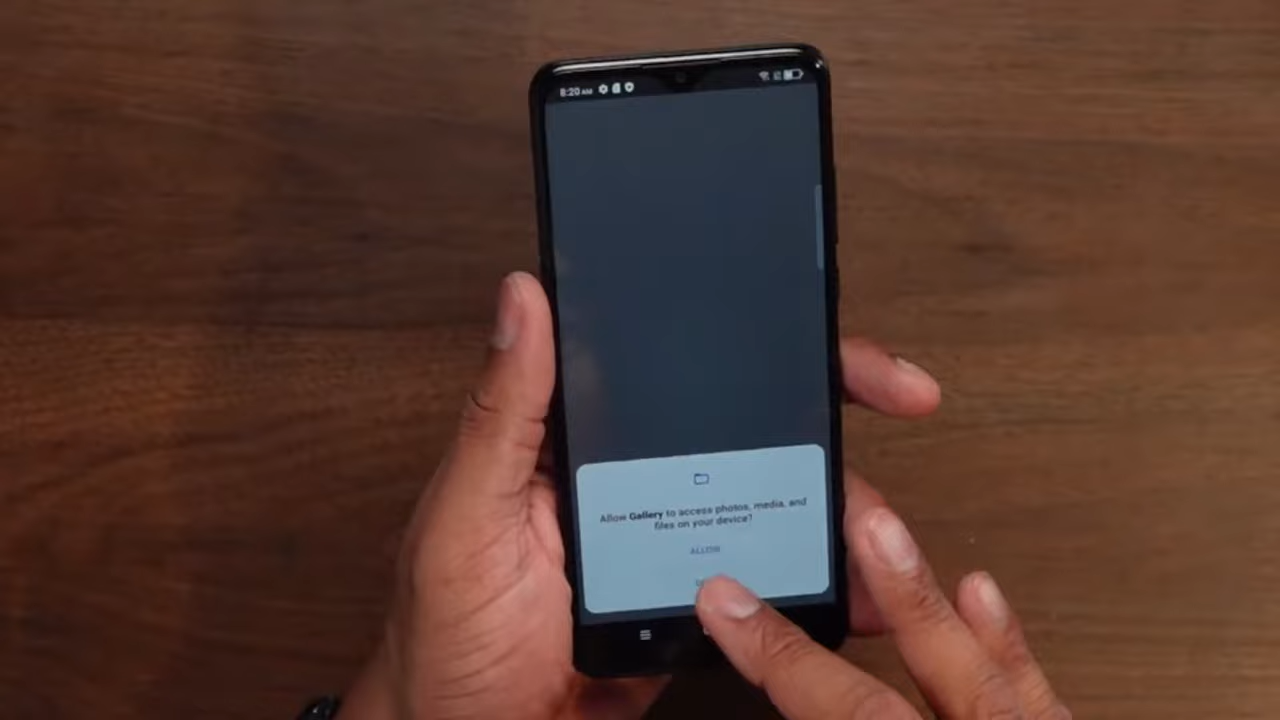 8:20 AM
Allow Gallery to access photos, media, and
files on your device?
ALLOW